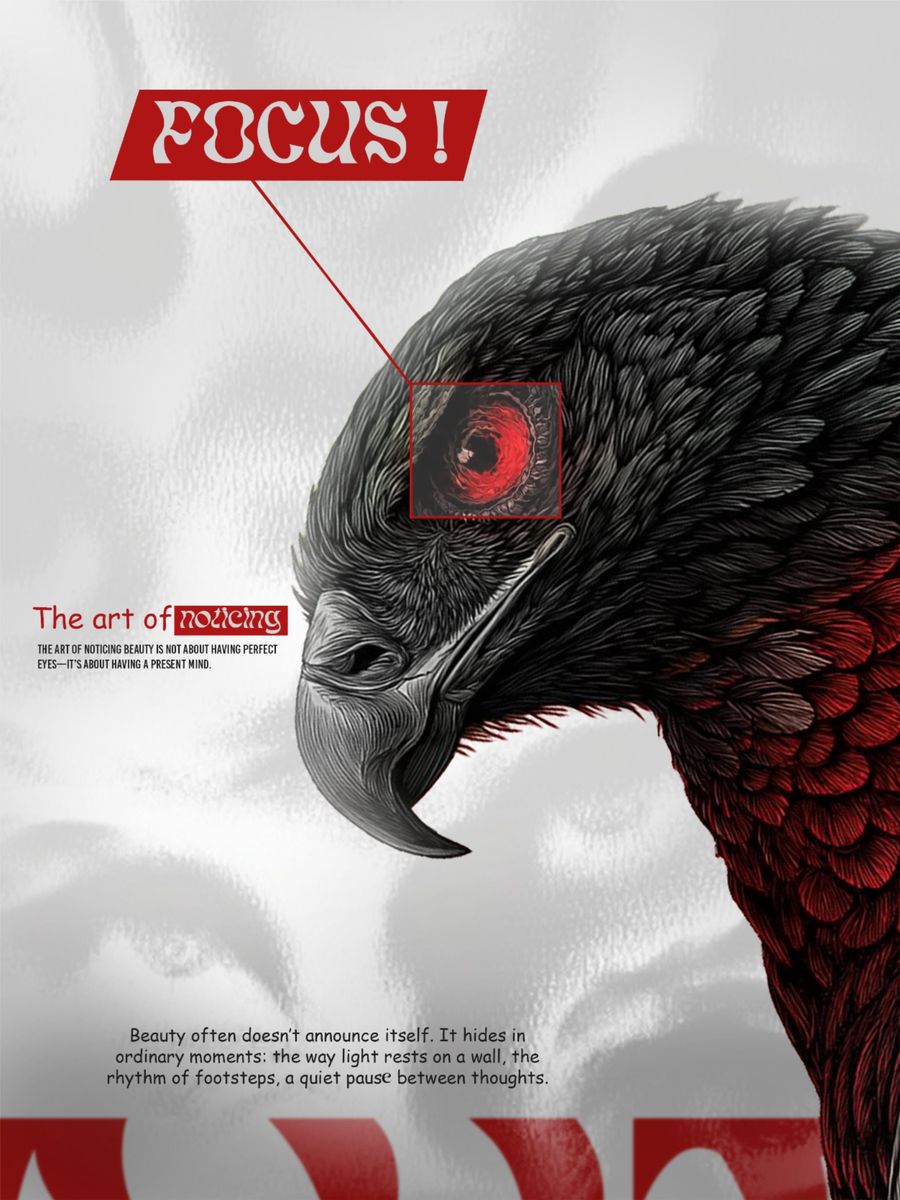 FOCUS !
The art of noticing
THE ART OF NOTICING BEAUTY IS NOT ABOUT HAVING PERFECT
EYES—IT'S ABOUT HAVING A PRESENT MIND.
Beauty often doesn't announce itself. It hides in
ordinary moments: the way light rests on a wall, the
rhythm of footsteps, a quiet pause between thoughts.